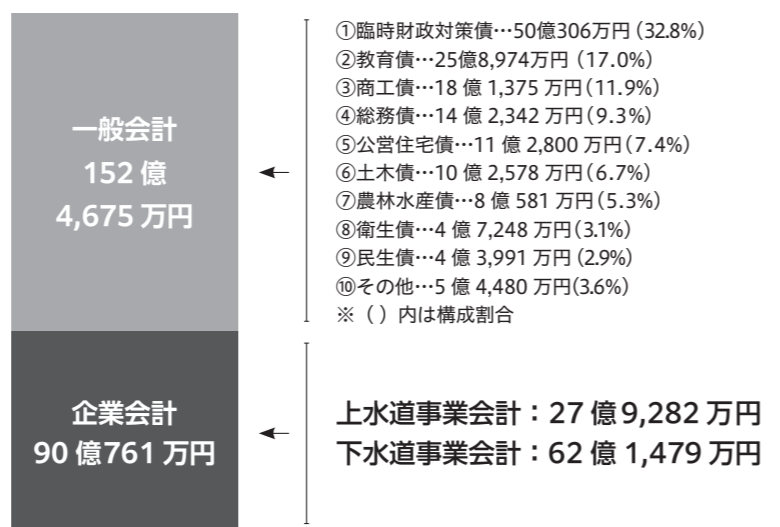 一般会計
152 億
4,675 万円
①臨時財政対策債…50億306万円（32.8%）
②教育債…25億8,974万円（17.0%）
③商工債…18 億 1,375 万円（11.9%）
④総務債…14 億 2,342 万円（9.3%）
⑤公営住宅債…11 億 2,800 万円（7.4%）
⑥土木債…10 億 2,578 万円（6.7%）
⑦農林水産債…8 億 581 万円（5.3%）
⑧衛生債…4 億 7,248 万円（3.1%）
⑨民生債…4 億 3,991 万円（2.9%）
⑩その他…5 億 4,480 万円（3.6%）
※（ ）内は構成割合
企業会計
90 億761 万円
上水道事業会計：27 億9,282 万円
下水道事業会計：62 億 1,479 万円